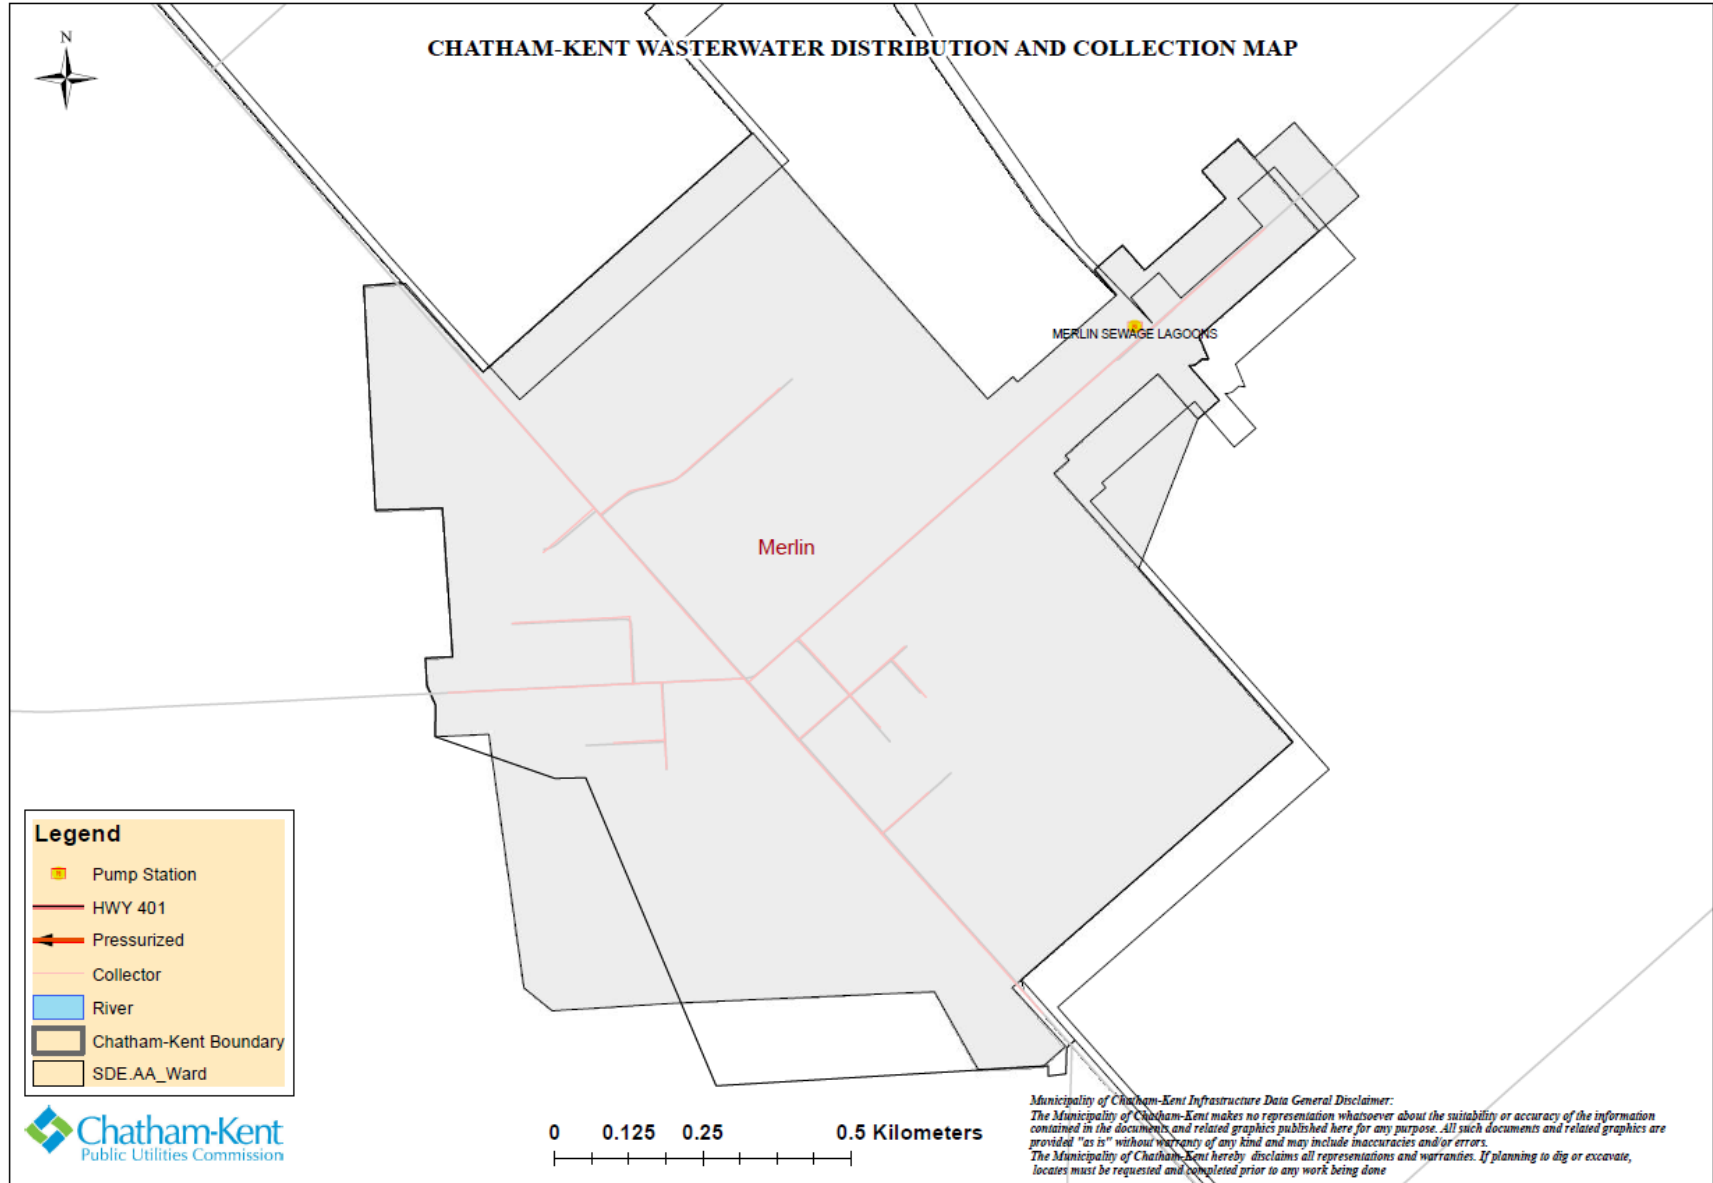 N
CHATHAM-KENT WASTERWATER DISTRIBUTION AND COLLECTION MAP
MERLIN SEWAGE LAGOONS
Merlin
Legend
Pump Station
HWY 401
Pressurized
Collector
River
Chatham-Kent Boundary
SDE.AA_Ward
Chatham-Kent
Public Utilities Commission
0 0.125 0.25 0.5 Kilometers
Municipality of Chatham-Kent Infrastructure Data General Disclaimer:
The Municipality of Chatham-Kent makes no representation whatsoever about the suitability or accuracy of the information
contained in the documents and related graphics published here for any purpose. All such documents and related graphics are
provided "as is" without warranty of any kind and may include inaccuracies and/or errors.
The Municipality of Chatham-Kent hereby disclaims all representations and warranties. If planning to dig or excavate,
locates must be requested and completed prior to any work being done